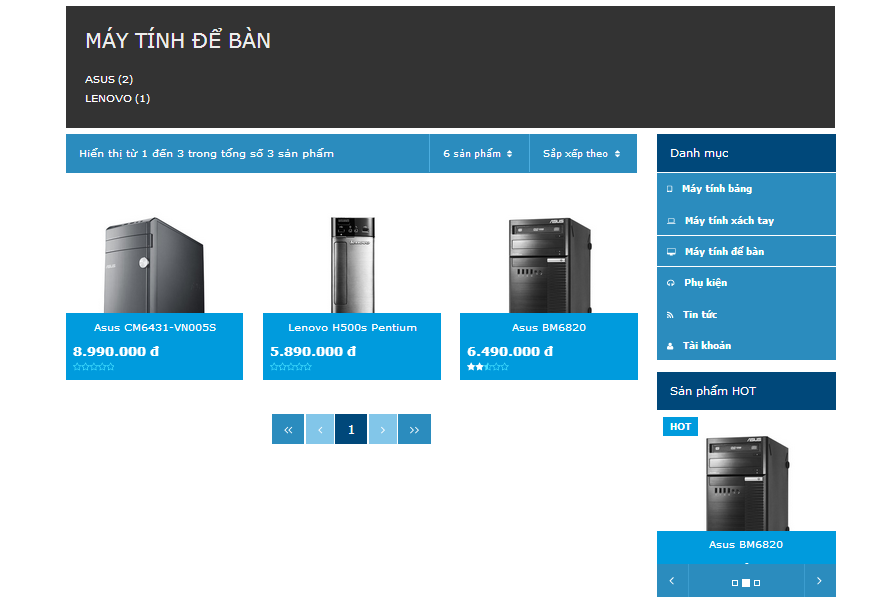 MÁY TÍNH ĐỂ BÀN
ASUS (2)
LENOVO (1)
Hiển thị từ 1 đến 3 trong tổng số 3 sản phẩm
6 sản phẩm
Sắp xếp theo
Asus CM6431-VN005S
8.990.000 đ
Lenovo H500s Pentium
5.890.000 đ
Asus BM6820
6.490.000 đ
<< < 1 > >>
Danh mục
Máy tính bảng
Máy tính xách tay
Máy tính để bàn
Phụ kiện
Tin tức
Tài khoản
Sản phẩm HOT
HOT
Asus BM6820